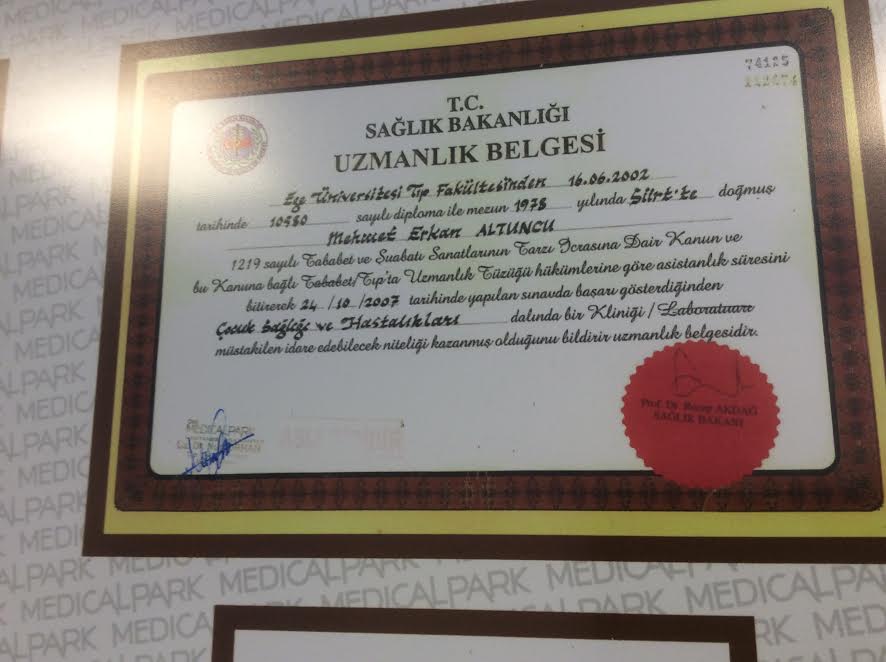 MEDICALPARK
74125
T.C.
SAĞLIK BAKANLIĞI
UZMANLIK BELGESİ
Ege Üniversitesi Tıp Fakültesinden 16.06.2002
tarihinde 10580 sayılı diploma ile mezun 1978 yılında Siirt'te doğmuş
Mehmet Erkan ALTUNCU
1219 sayılı Tababet ve Şuabatı Sanatlarının Tarzı İcrasına Dair Kanun ve
bu Kanuna bağlı Tababet/Tıp'ta Uzmanlık Tüzüğü hükümlerine göre asistanlık süresini
bitirerek 24 /10 /2007 tarihinde yapılan sınavda başarı gösterdiğinden
Çocuk Sağlığı ve Hastalıkları dalında bir Kliniği / Laboratuarı
müstakilen idare edebilecek niteliği kazanmış olduğunu bildirir uzmanlık belgesidir.
Prof. Dr. Recep AKDAĞ
SAĞLIK BAKANI
MEDICALPARK
MEDICALPARK MEDICALPARK MEDICALPARK